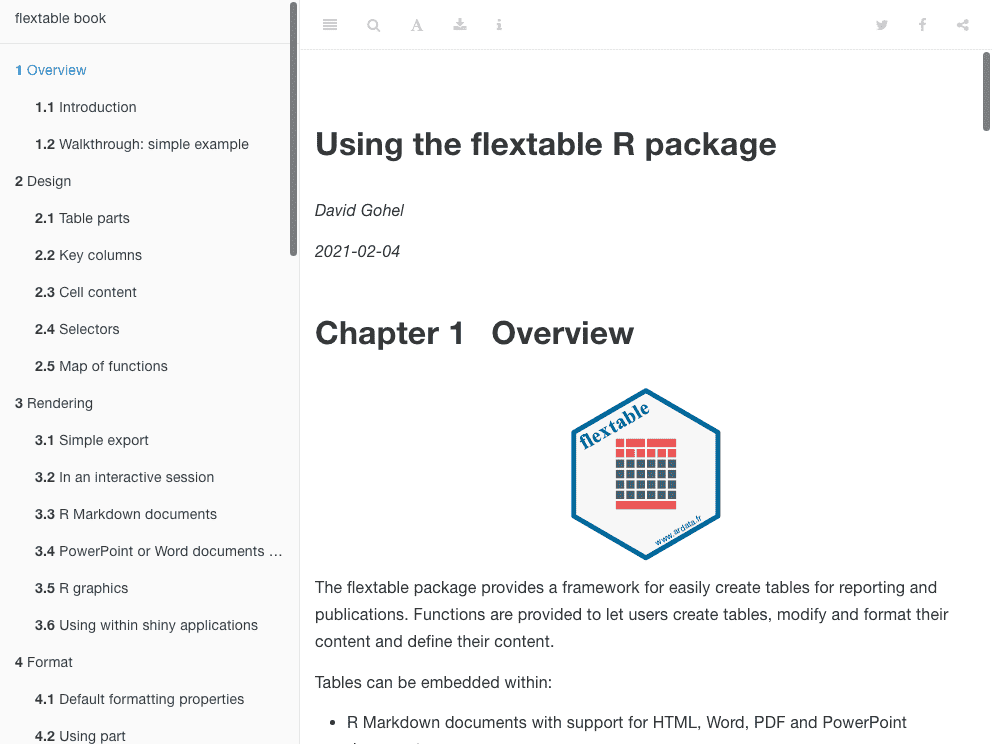 flextable book
1 Overview
1.1 Introduction
1.2 Walkthrough: simple example
2 Design
2.1 Table parts
2.2 Key columns
2.3 Cell content
2.4 Selectors
2.5 Map of functions
3 Rendering
3.1 Simple export
3.2 In an interactive session
3.3 R Markdown documents
3.4 PowerPoint or Word documents …
3.5 R graphics
3.6 Using within shiny applications
4 Format
4.1 Default formatting properties
4.2 Using part
A
i
Using the flextable R package
David Gohel
2021-02-04
Chapter 1 Overview
flextable
www.ardata.fr
The flextable package provides a framework for easily create tables for reporting and
publications. Functions are provided to let users create tables, modify and format their
content and define their content.
Tables can be embedded within:
• R Markdown documents with support for HTML, Word, PDF and PowerPoint